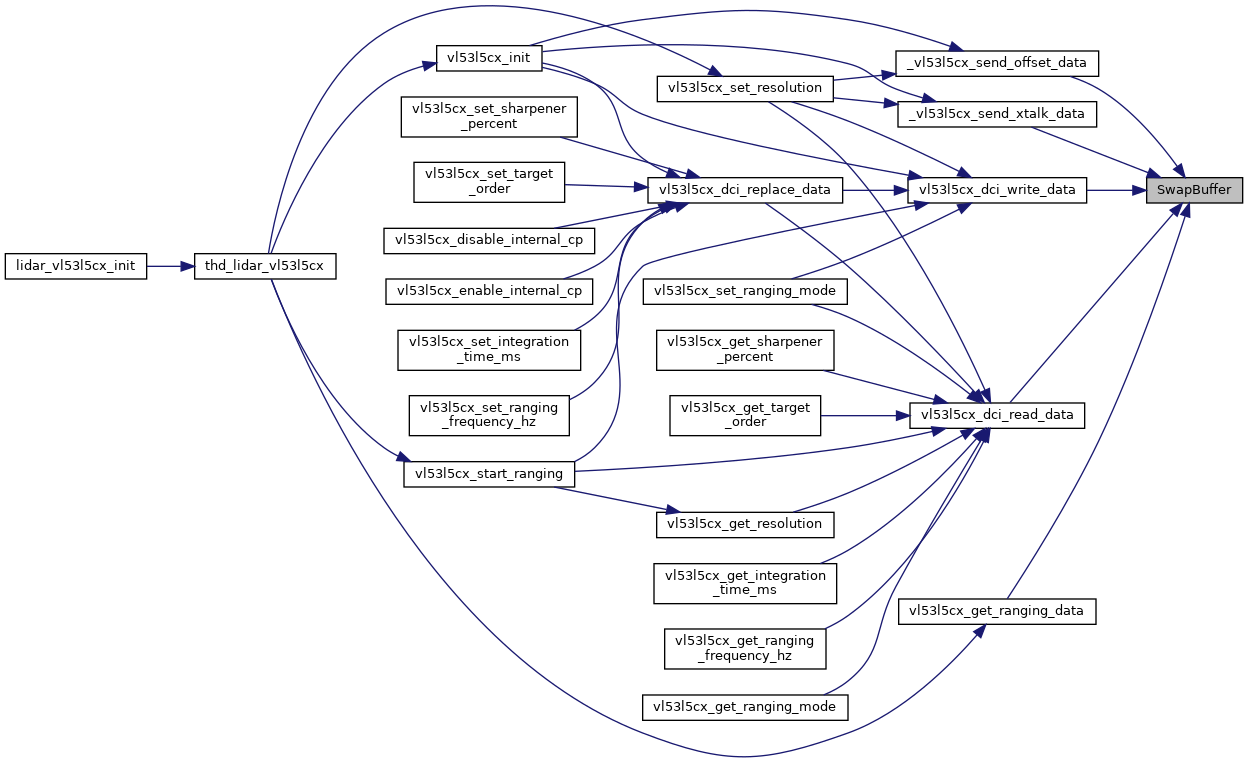 vl53l5cx_init
_vl53l5cx_send_offset_data
vl53l5cx_set_resolution
vl53l5cx_set_sharpener
_percent
_vl53l5cx_send_xtalk_data
vl53l5cx_set_target
_order
vl53l5cx_dci_replace_data
vl53l5cx_dci_write_data
SwapBuffer
vl53l5cx_disable_internal_cp
lidar_vl53l5cx_init
thd_lidar_vl53l5cx
vl53l5cx_enable_internal_cp
vl53l5cx_set_ranging_mode
vl53l5cx_set_integration
_time_ms
vl53l5cx_get_sharpener
_percent
vl53l5cx_set_ranging
_frequency_hz
vl53l5cx_get_target
_order
vl53l5cx_dci_read_data
vl53l5cx_start_ranging
vl53l5cx_get_resolution
vl53l5cx_get_integration
_time_ms
vl53l5cx_get_ranging_data
vl53l5cx_get_ranging
_frequency_hz
vl53l5cx_get_ranging_mode